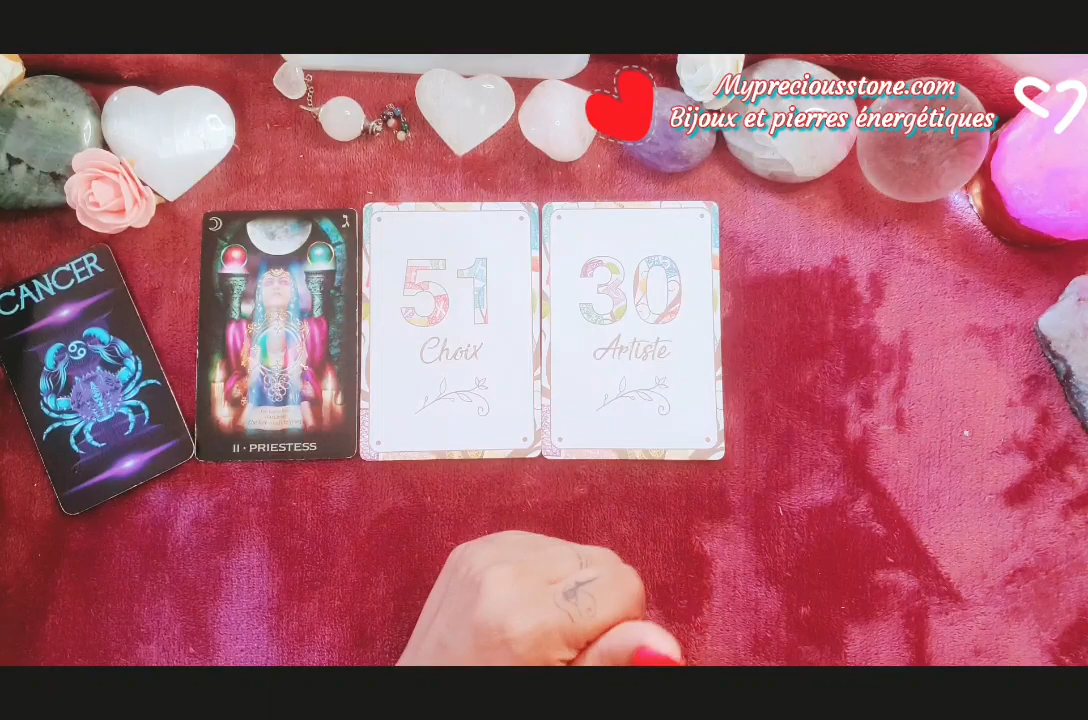 Mypreciousstone.com
Bijoux et pierres énergétiques
CANCER
II · PRIESTESS
51
Choix
30
Artiste